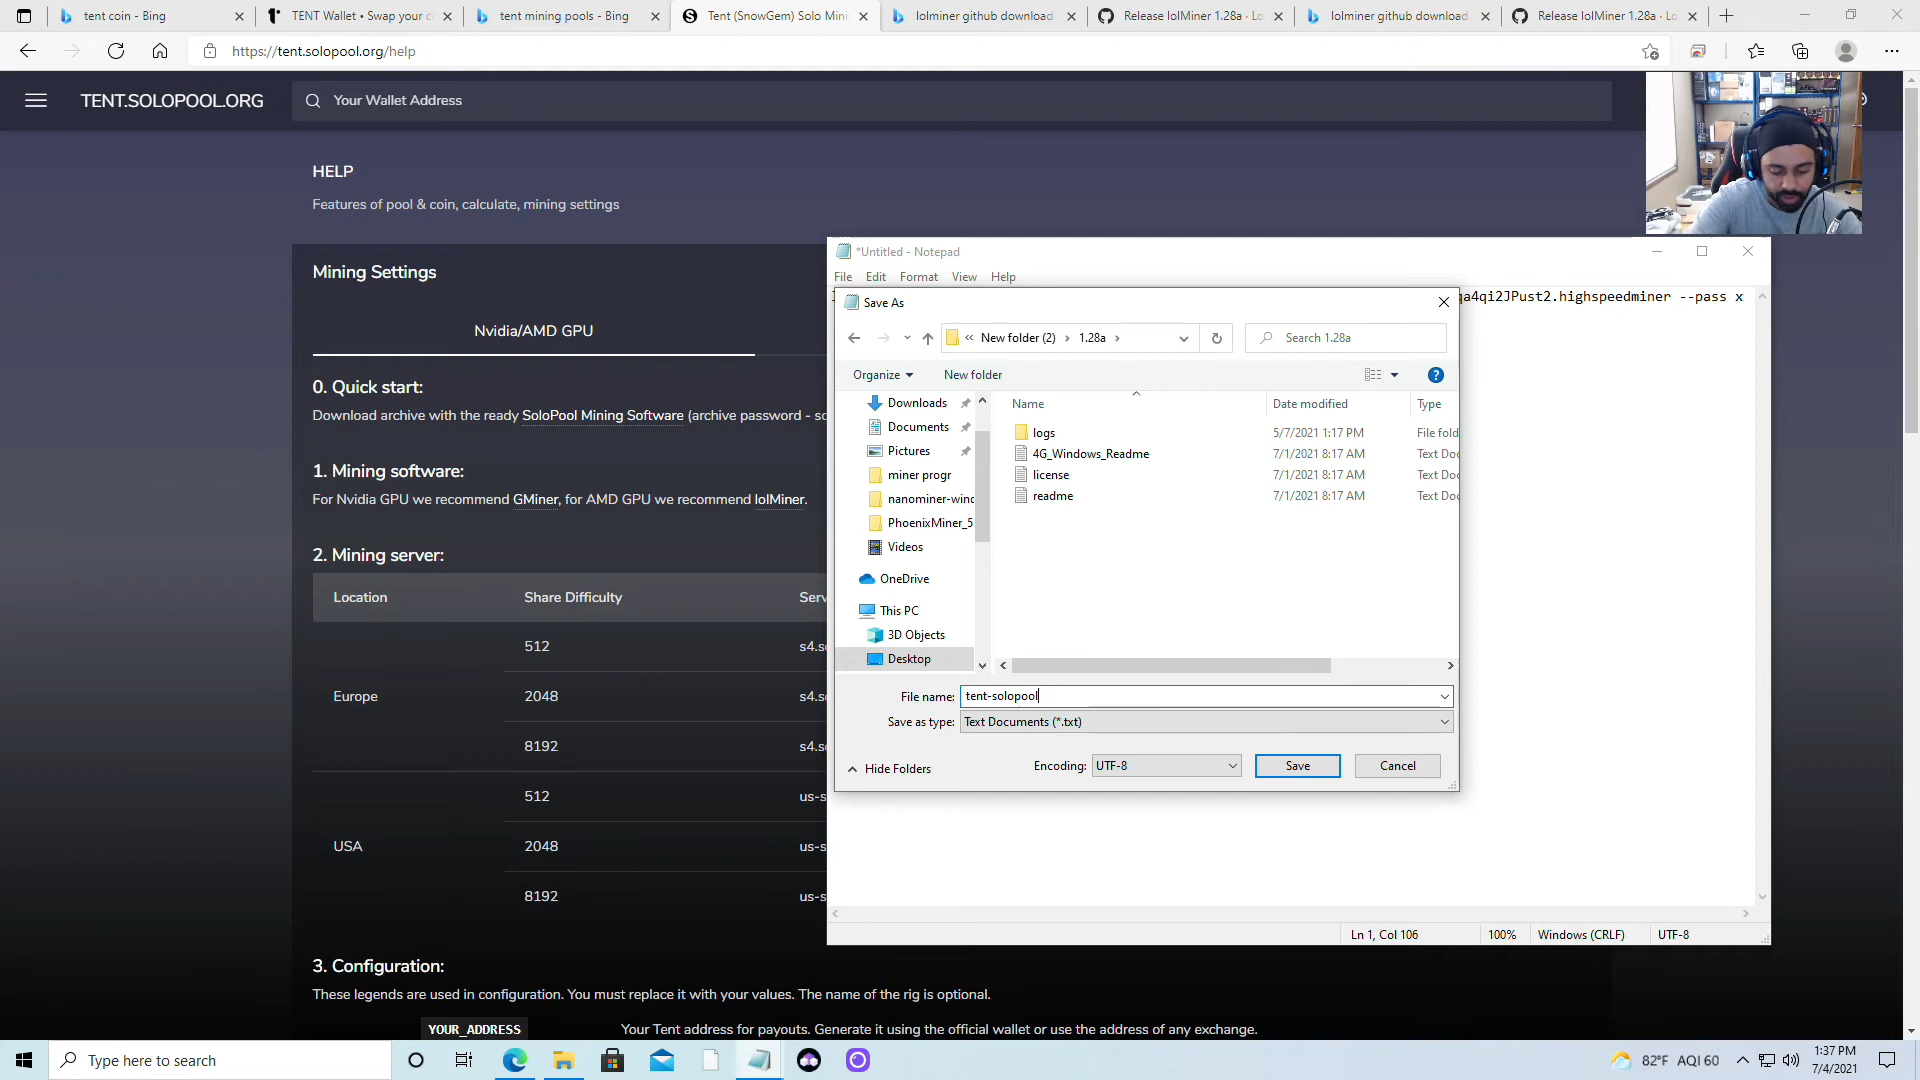 tent coin - Bing
TENT Wallet • Swap your c
tent mining pools - Bing
Tent (SnowGem) Solo Mini
lolminer github download
Release lolMiner 1.28a · Lo
lolminer github download
Release lolMiner 1.28a · Lo
https://tent.solopool.org/help
TENT.SOLOPOOL.ORG
Your Wallet Address
HELP
Features of pool & coin, calculate, mining settings
Mining Settings
Nvidia/AMD GPU
0. Quick start:
Download archive with the ready SoloPool Mining Software (archive password - so
1. Mining software:
For Nvidia GPU we recommend GMiner, for AMD GPU we recommend lolMiner.
2. Mining server:
Location Share Difficulty Serv
Europe
512 s4.so
2048 s4.so
8192 s4.so
USA
512 us-s
2048 us-s
8192 us-s
3. Configuration:
These legends are used in configuration. You must replace it with your values. The name of the rig is optional.
YOUR_ADDRESS Your Tent address for payouts. Generate it using the official wallet or use the address of any exchange.
*Untitled - Notepad
File Edit Format View Help
qa4qi2JPust2.highspeedminer --pass x
Save As
« New folder (2) › 1.28a ›
Search 1.28a
Organize New folder
Downloads
Documents
Pictures
miner progr
nanominer-wind
PhoenixMiner_5
Videos
OneDrive
This PC
3D Objects
Desktop
Name Date modified Type
logs 5/7/2021 1:17 PM File fold
4G_Windows_Readme 7/1/2021 8:17 AM Text Doc
license 7/1/2021 8:17 AM Text Doc
readme 7/1/2021 8:17 AM Text Doc
File name: tent-solopool
Save as type: Text Documents (*.txt)
Hide Folders
Encoding: UTF-8
Save
Cancel
Ln 1, Col 106 100% Windows (CRLF) UTF-8
Type here to search
82°F AQI 60
1:37 PM
7/4/2021